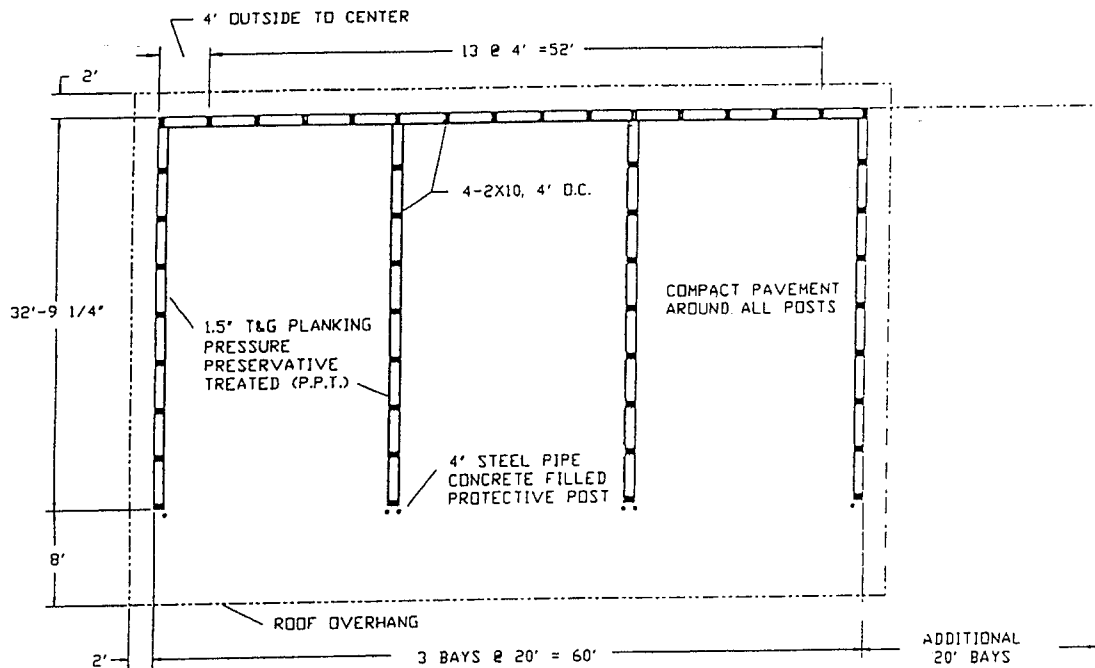 4' OUTSIDE TO CENTER
13 @ 4' =52'
2'
4-2X10, 4' O.C.
32'-9 1/4"
COMPACT PAVEMENT
AROUND. ALL POSTS
1.5" T&G PLANKING
PRESSURE
PRESERVATIVE
TREATED (P.P.T.)
4" STEEL PIPE
CONCRETE FILLED
PROTECTIVE POST
8'
ROOF OVERHANG
2'
3 BAYS @ 20' = 60'
ADDITIONAL
20' BAYS